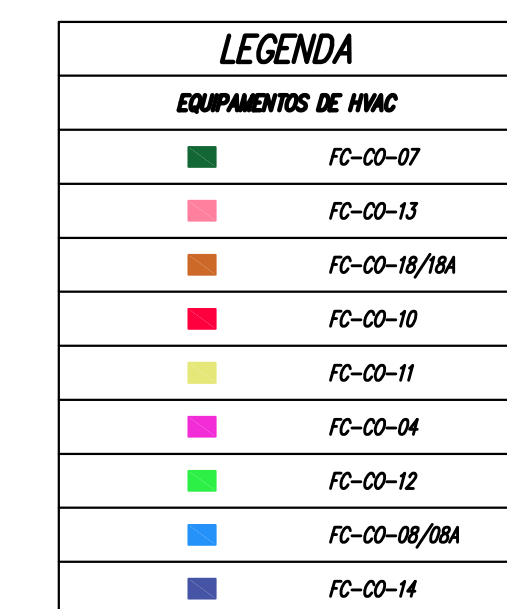 LEGENDA
EQUIPAMENTOS DE HVAC
FC-CO-07
FC-CO-13
FC-CO-18/18A
FC-CO-10
FC-CO-11
FC-CO-04
FC-CO-12
FC-CO-08/08A
FC-CO-14